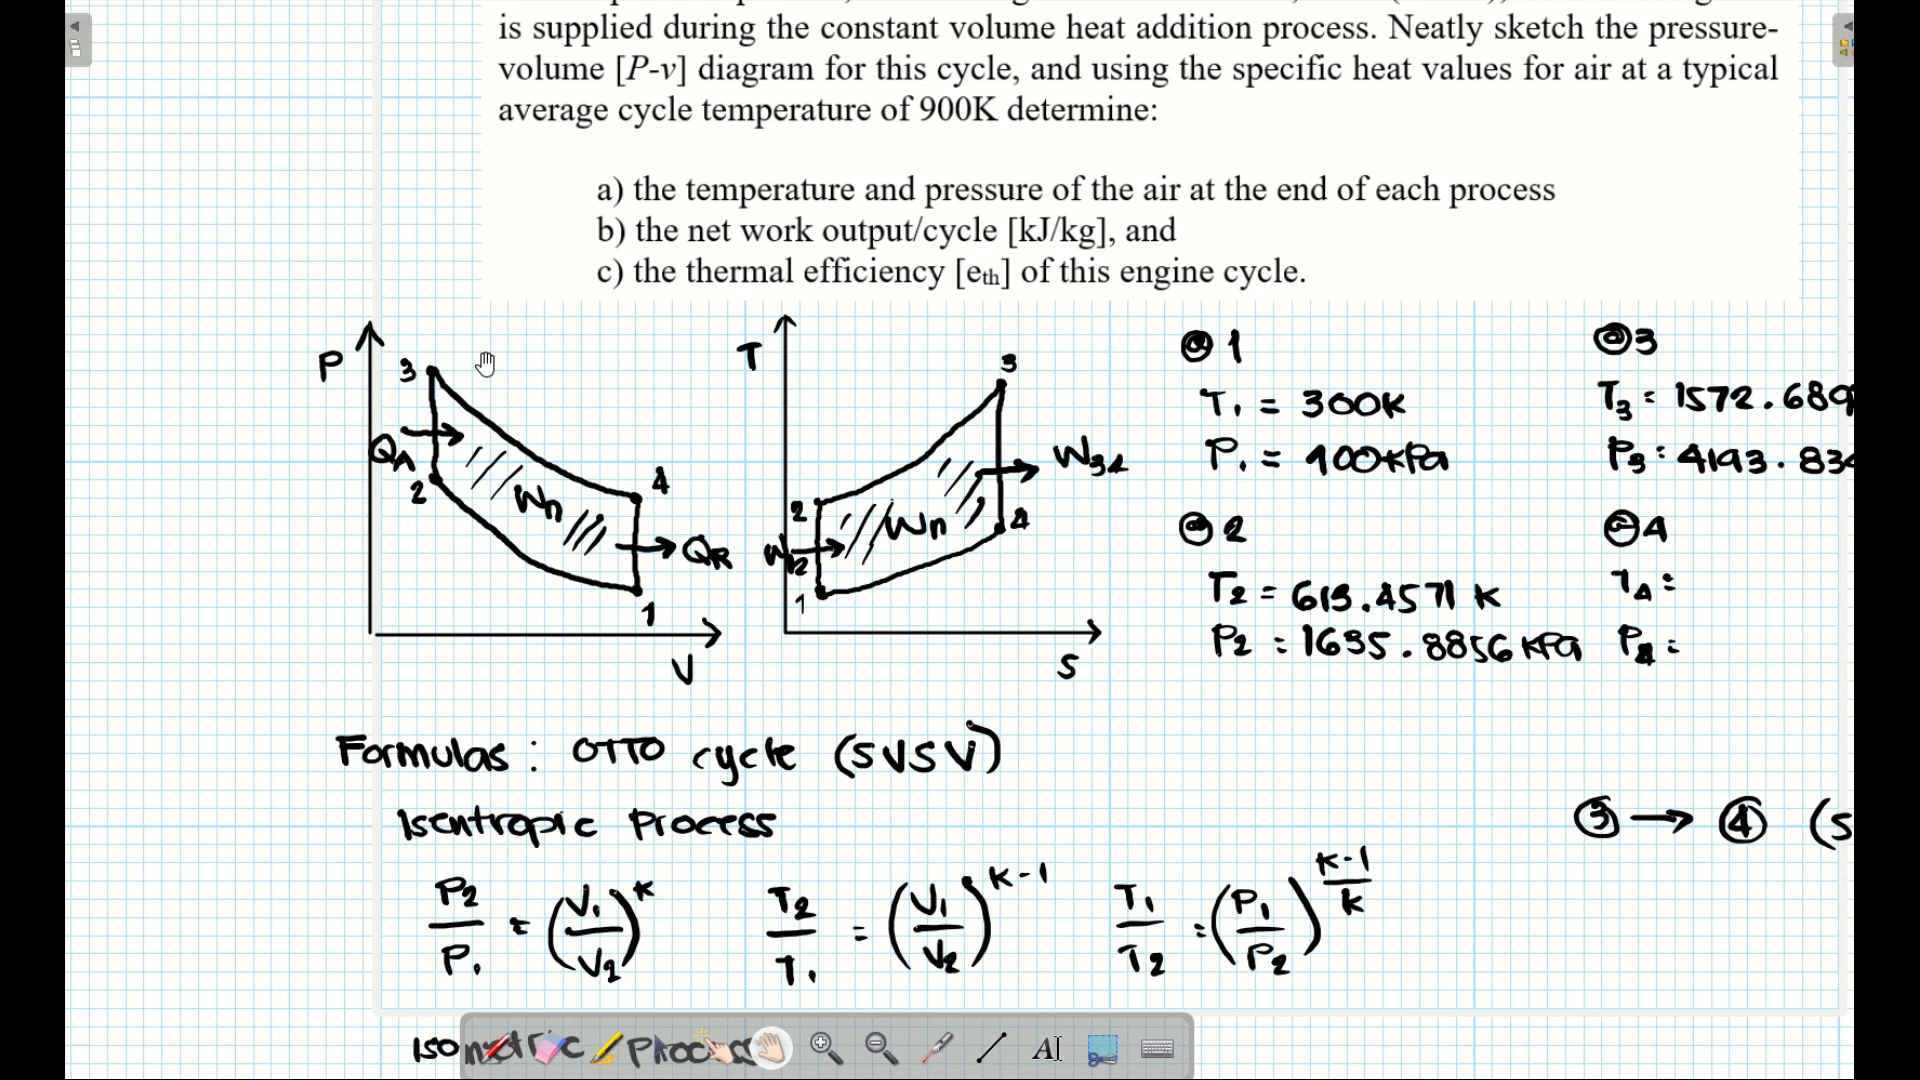 is supplied during the constant volume heat addition process. Neatly sketch the pressure-
volume [P-v] diagram for this cycle, and using the specific heat values for air at a typical
average cycle temperature of 900K determine:
a) the temperature and pressure of the air at the end of each process
b) the net work output/cycle [kJ/kg], and
c) the thermal efficiency [eth] of this engine cycle.
P
3
QA
2
Wn
4
QR
1
V
T
3
W34
2
Wn
4
W12
1
S
@ 1
T1 = 300K
P1 = 100kPa
@ 2
T2 = 613.4571 K
P2 = 1635.8856 kPa
@ 3
T3 = 1572.689
P3 = 4193.83
@ 4
T4 =
P4 =
Formulas : OTTO cycle (SVSV)
Isentropic Process
P2/P1 = (V1/V2)^k
T2/T1 = (V1/V2)^k-1
T1/T2 = (P1/P2)^k-1/k
③ → ④ (S
Isometric Process